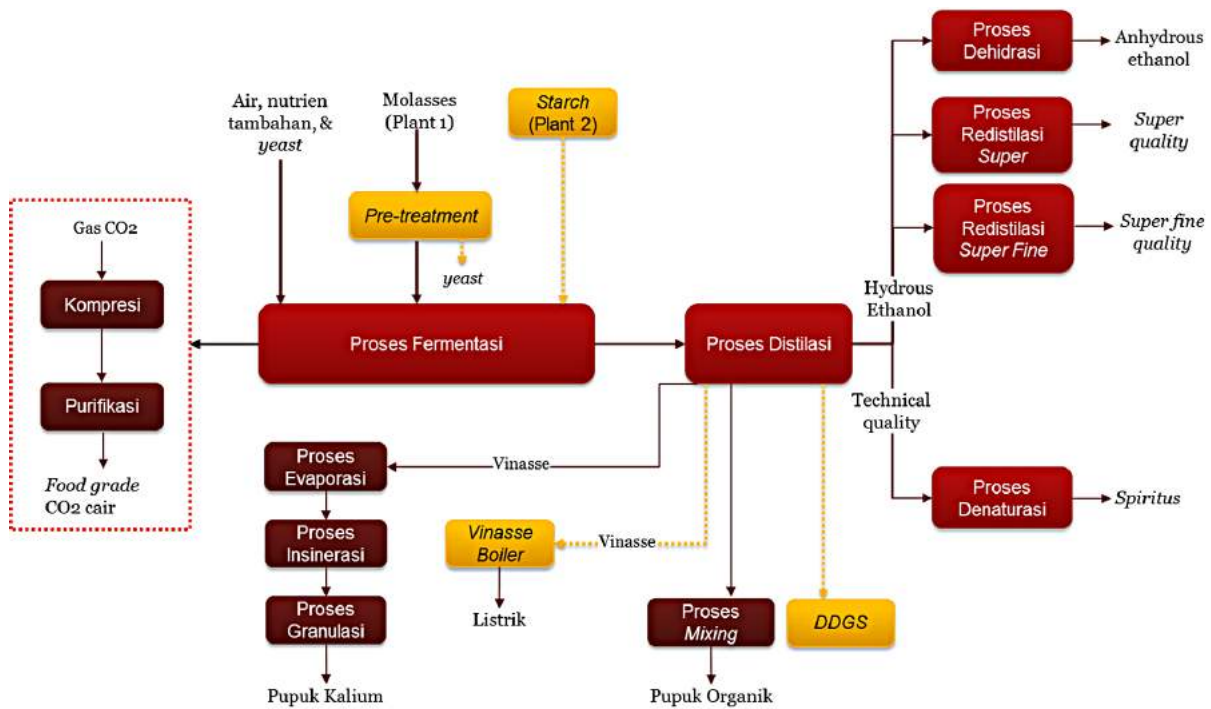 Proses
Dehidrasi
Anhydrous
ethanol
Air, nutrien
tambahan, &
yeast
Molasses
(Plant 1)
Starch
(Plant 2)
Proses
Redistilasi
Super
Super
quality
Pre-treatment
yeast
Proses
Redistilasi
Super Fine
Super fine
quality
Gas CO2
Kompresi
Purifikasi
Food grade
CO2 cair
Proses Fermentasi
Proses Distilasi
Hydrous
Ethanol
Technical
quality
Proses
Denaturasi
Spiritus
Vinasse
Proses
Evaporasi
Proses
Insinerasi
Proses
Granulasi
Pupuk Kalium
Vinasse
Vinasse
Boiler
Listrik
Proses
Mixing
Pupuk Organik
DDGS